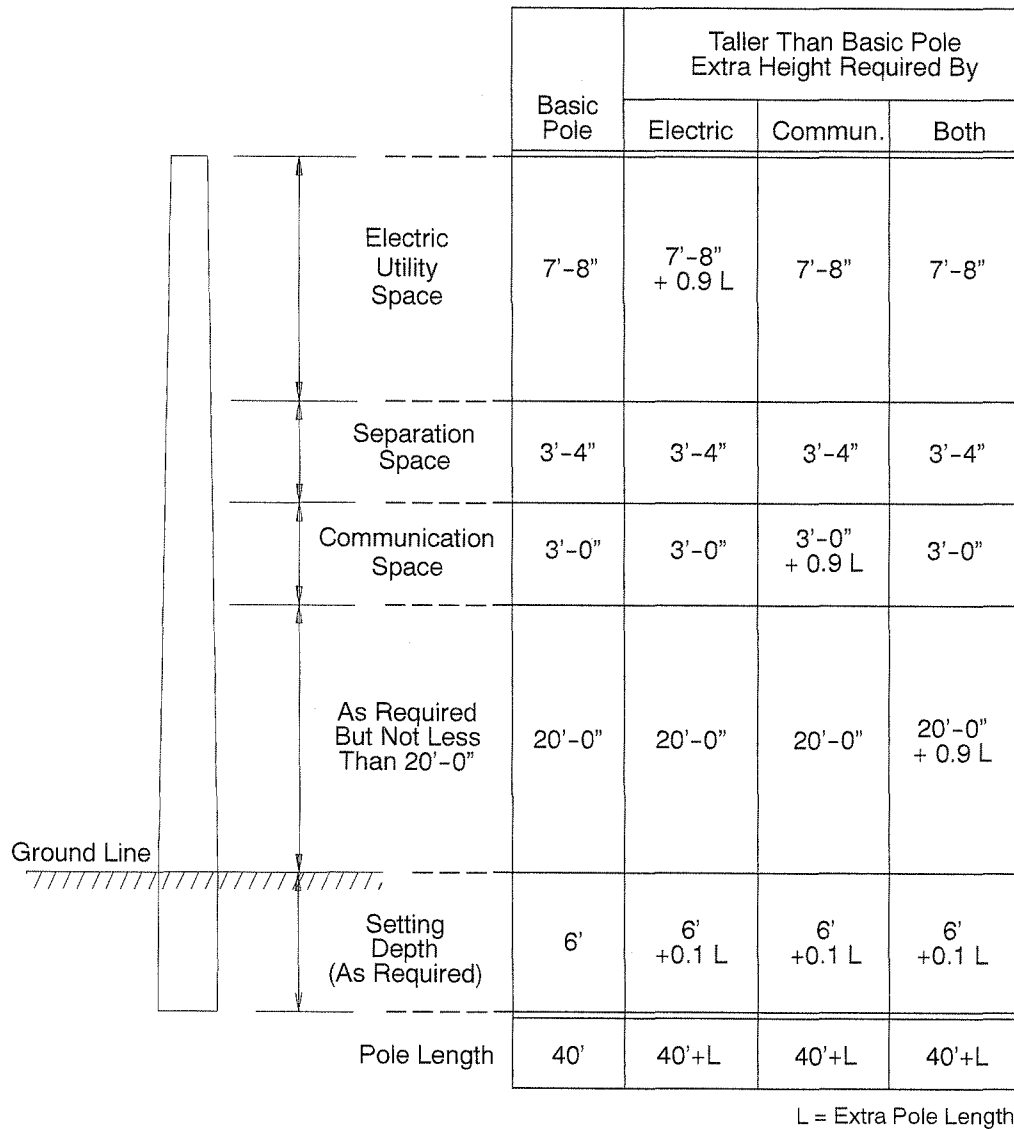 Taller Than Basic Pole
Extra Height Required By
Basic
Pole
Electric
Commun.
Both
Electric
Utility
Space
7’–8”
7’–8”
+ 0.9 L
7’–8”
7’–8”
Separation
Space
3’–4”
3’–4”
3’–4”
3’–4”
Communication
Space
3’–0”
3’–0”
3’–0”
+ 0.9 L
3’–0”
As Required
But Not Less
Than 20’–0”
20’–0”
20’–0”
20’–0”
20’–0”
+ 0.9 L
Ground Line
Setting
Depth
(As Required)
6’
6’
+0.1 L
6’
+0.1 L
6’
+0.1 L
Pole Length
40’
40’+L
40’+L
40’+L
L = Extra Pole Length